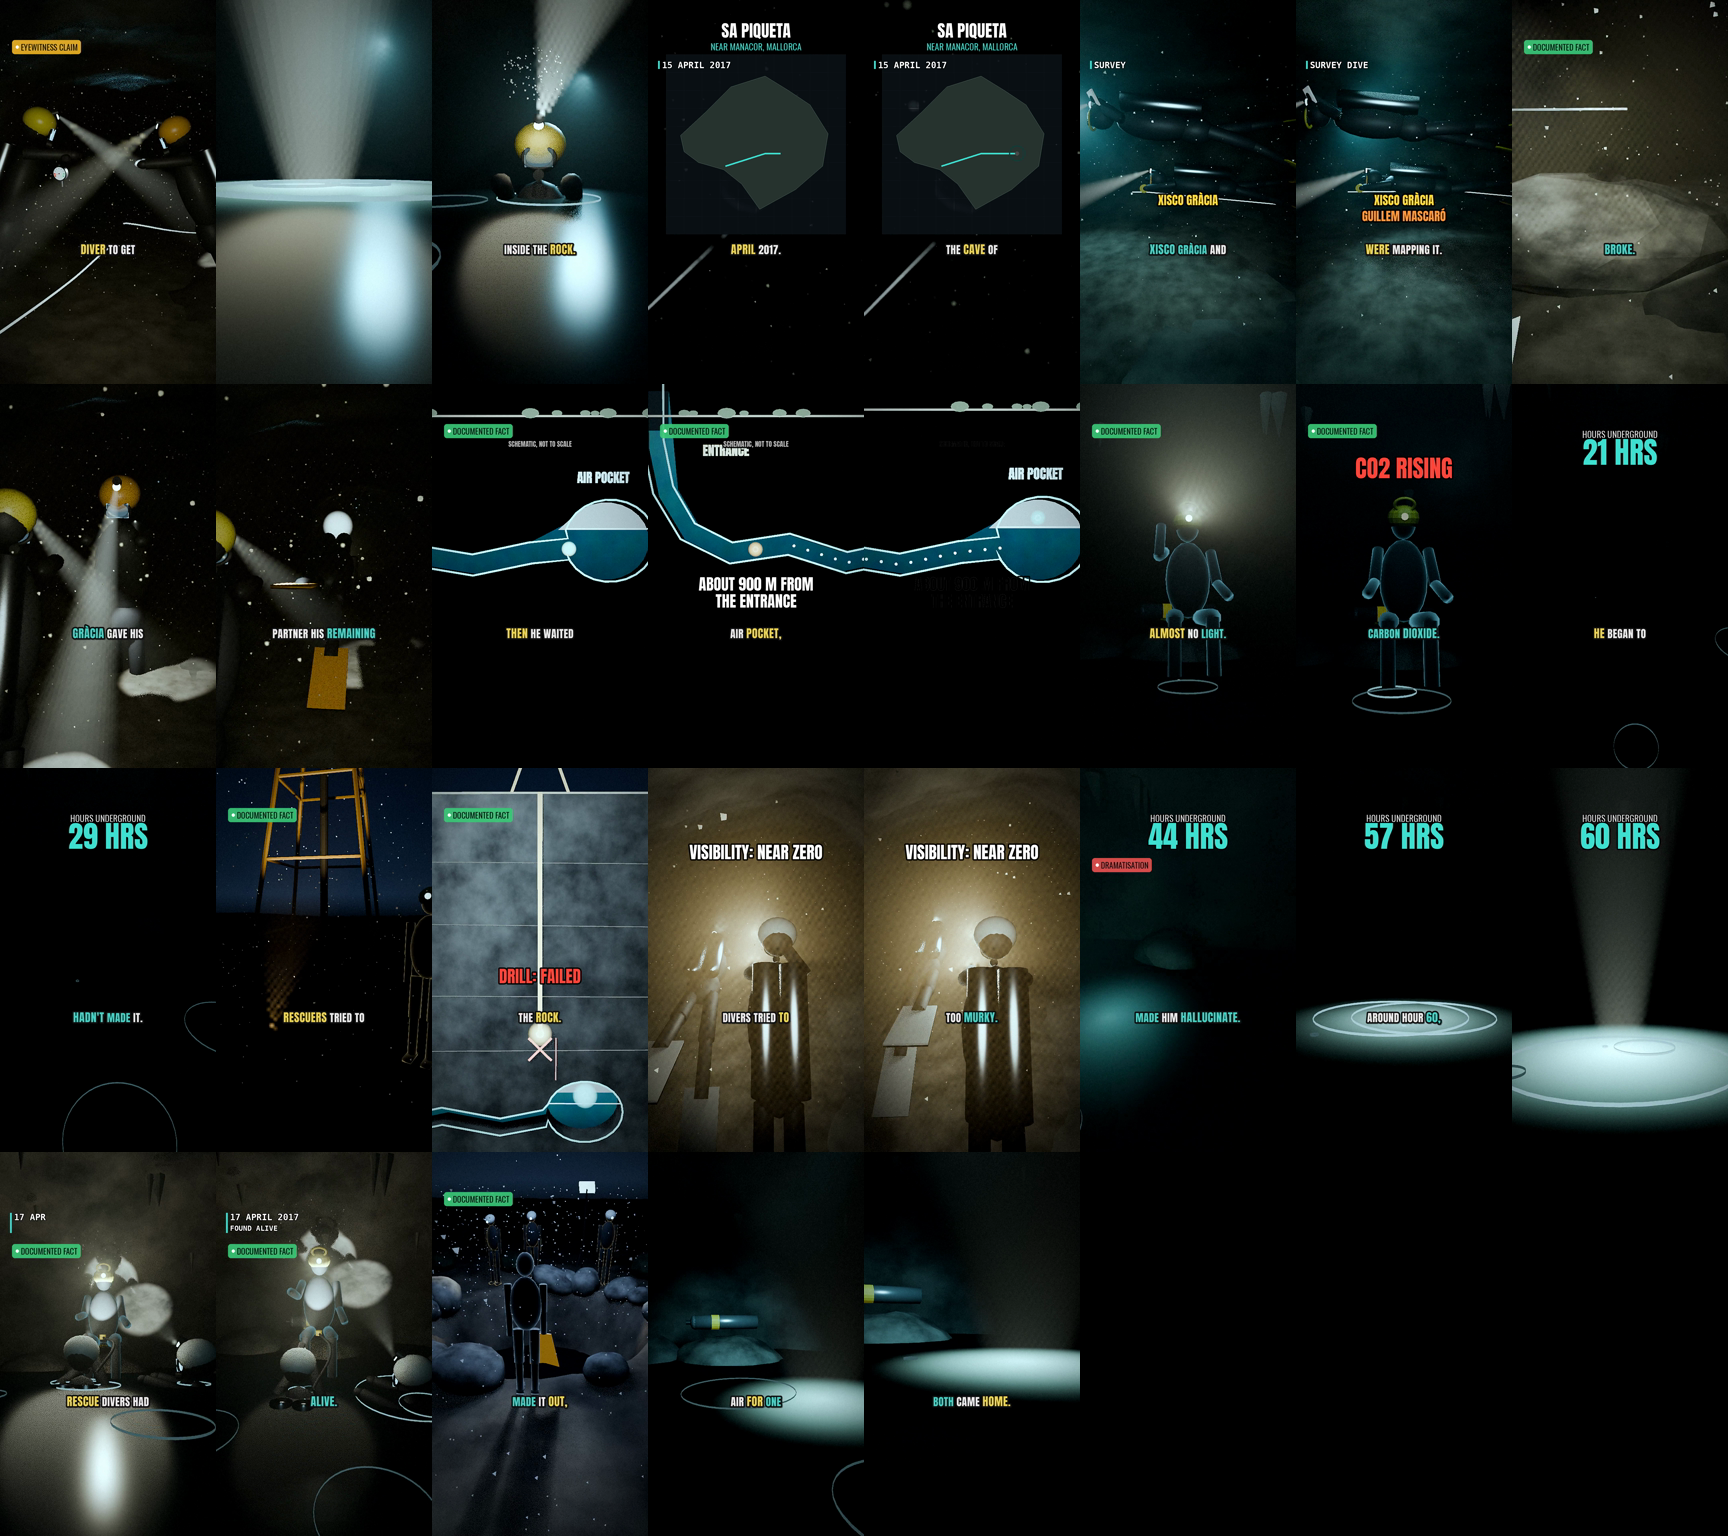 EYEWITNESS CLAIM
DIVER TO GET
INSIDE THE ROCK.
SA PIQUETA
NEAR MANACOR, MALLORCA
15 APRIL 2017
APRIL 2017.
SA PIQUETA
NEAR MANACOR, MALLORCA
15 APRIL 2017
THE CAVE OF
SURVEY
XISCO GRÀCIA
XISCO GRÀCIA AND
SURVEY DIVE
XISCO GRÀCIA
GUILLEM MASCARÓ
WERE MAPPING IT.
DOCUMENTED FACT
BROKE.
GRÀCIA GAVE HIS
PARTNER HIS REMAINING
DOCUMENTED FACT
SCHEMATIC, NOT TO SCALE
AIR POCKET
THEN HE WAITED
DOCUMENTED FACT
SCHEMATIC, NOT TO SCALE
ENTRANCE
ABOUT 900 M FROM
THE ENTRANCE
AIR POCKET,
AIR POCKET
DOCUMENTED FACT
ALMOST NO LIGHT.
DOCUMENTED FACT
CO2 RISING
CARBON DIOXIDE.
HOURS UNDERGROUND
21 HRS
HE BEGAN TO
HOURS UNDERGROUND
29 HRS
HADN'T MADE IT.
DOCUMENTED FACT
RESCUERS TRIED TO
DOCUMENTED FACT
DRILL: FAILED
THE ROCK.
VISIBILITY: NEAR ZERO
DIVERS TRIED TO
VISIBILITY: NEAR ZERO
TOO MURKY.
HOURS UNDERGROUND
44 HRS
DRAMATISATION
MADE HIM HALLUCINATE.
HOURS UNDERGROUND
57 HRS
AROUND HOUR 60,
HOURS UNDERGROUND
60 HRS
17 APR
DOCUMENTED FACT
RESCUE DIVERS HAD
17 APRIL 2017
FOUND ALIVE
DOCUMENTED FACT
ALIVE.
DOCUMENTED FACT
MADE IT OUT,
AIR FOR ONE
BOTH CAME HOME.